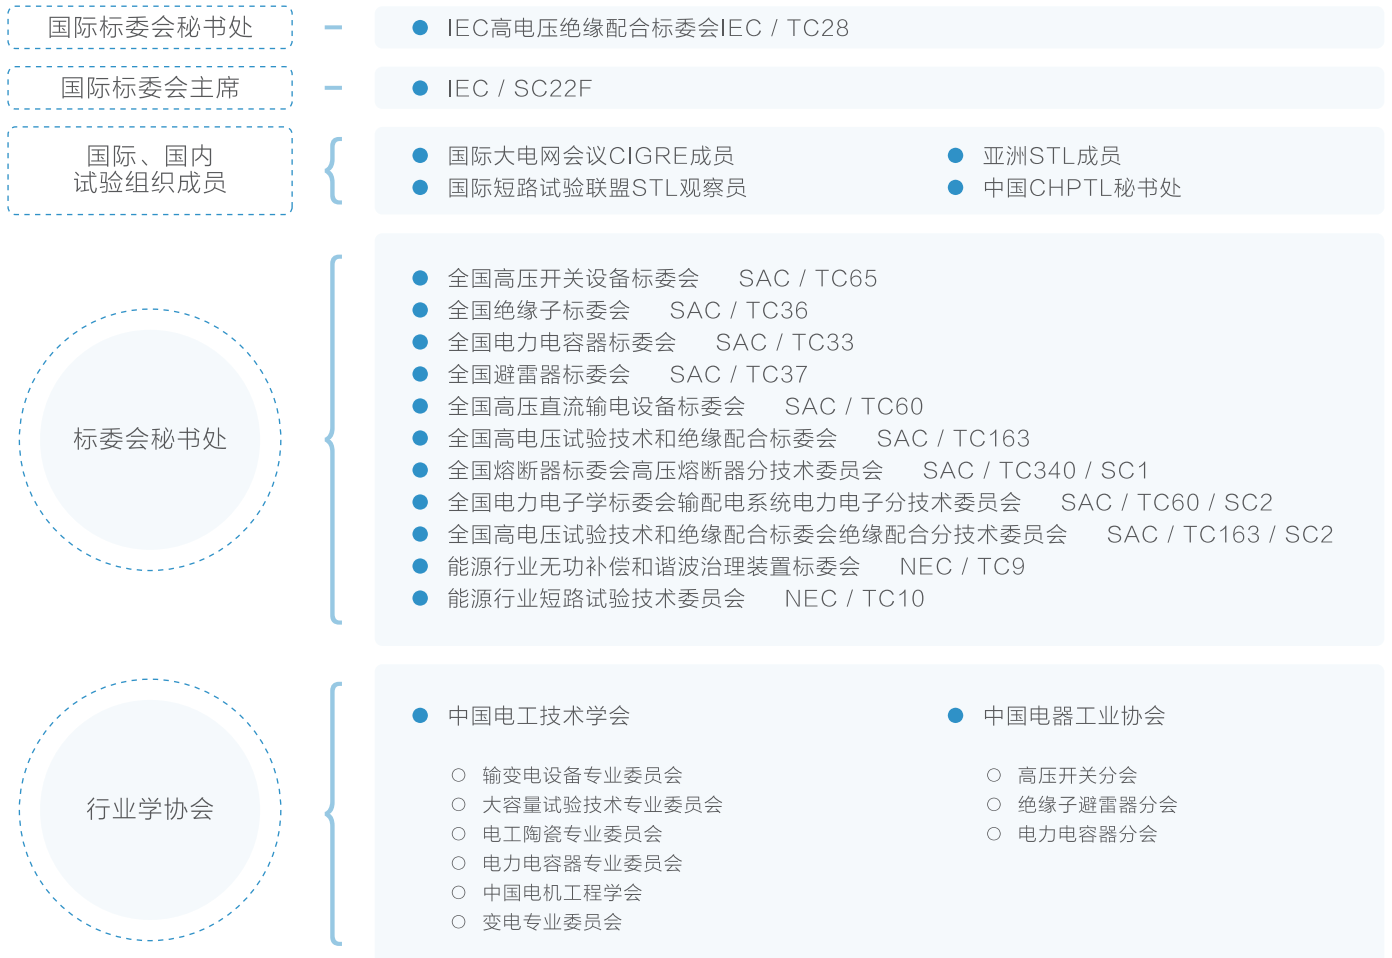 国际标委会秘书处
IEC高电压绝缘配合标委会IEC / TC28
国际标委会主席
IEC / SC22F
国际、国内
试验组织成员
国际大电网会议CIGRE成员
亚洲STL成员
国际短路试验联盟STL观察员
中国CHPTL秘书处
标委会秘书处
全国高压开关设备标委会 SAC / TC65
全国绝缘子标委会 SAC / TC36
全国电力电容器标委会 SAC / TC33
全国避雷器标委会 SAC / TC37
全国高压直流输电设备标委会 SAC / TC60
全国高电压试验技术和绝缘配合标委会 SAC / TC163
全国熔断器标委会高压熔断器分技术委员会 SAC / TC340 / SC1
全国电力电子学标委会输配电系统电力电子分技术委员会 SAC / TC60 / SC2
全国高电压试验技术和绝缘配合标委会绝缘配合分技术委员会 SAC / TC163 / SC2
能源行业无功补偿和谐波治理装置标委会 NEC / TC9
能源行业短路试验技术委员会 NEC / TC10
行业学协会
中国电工技术学会
输变电设备专业委员会
大容量试验技术专业委员会
电工陶瓷专业委员会
电力电容器专业委员会
中国电机工程学会
变电专业委员会
中国电器工业协会
高压开关分会
绝缘子避雷器分会
电力电容器分会